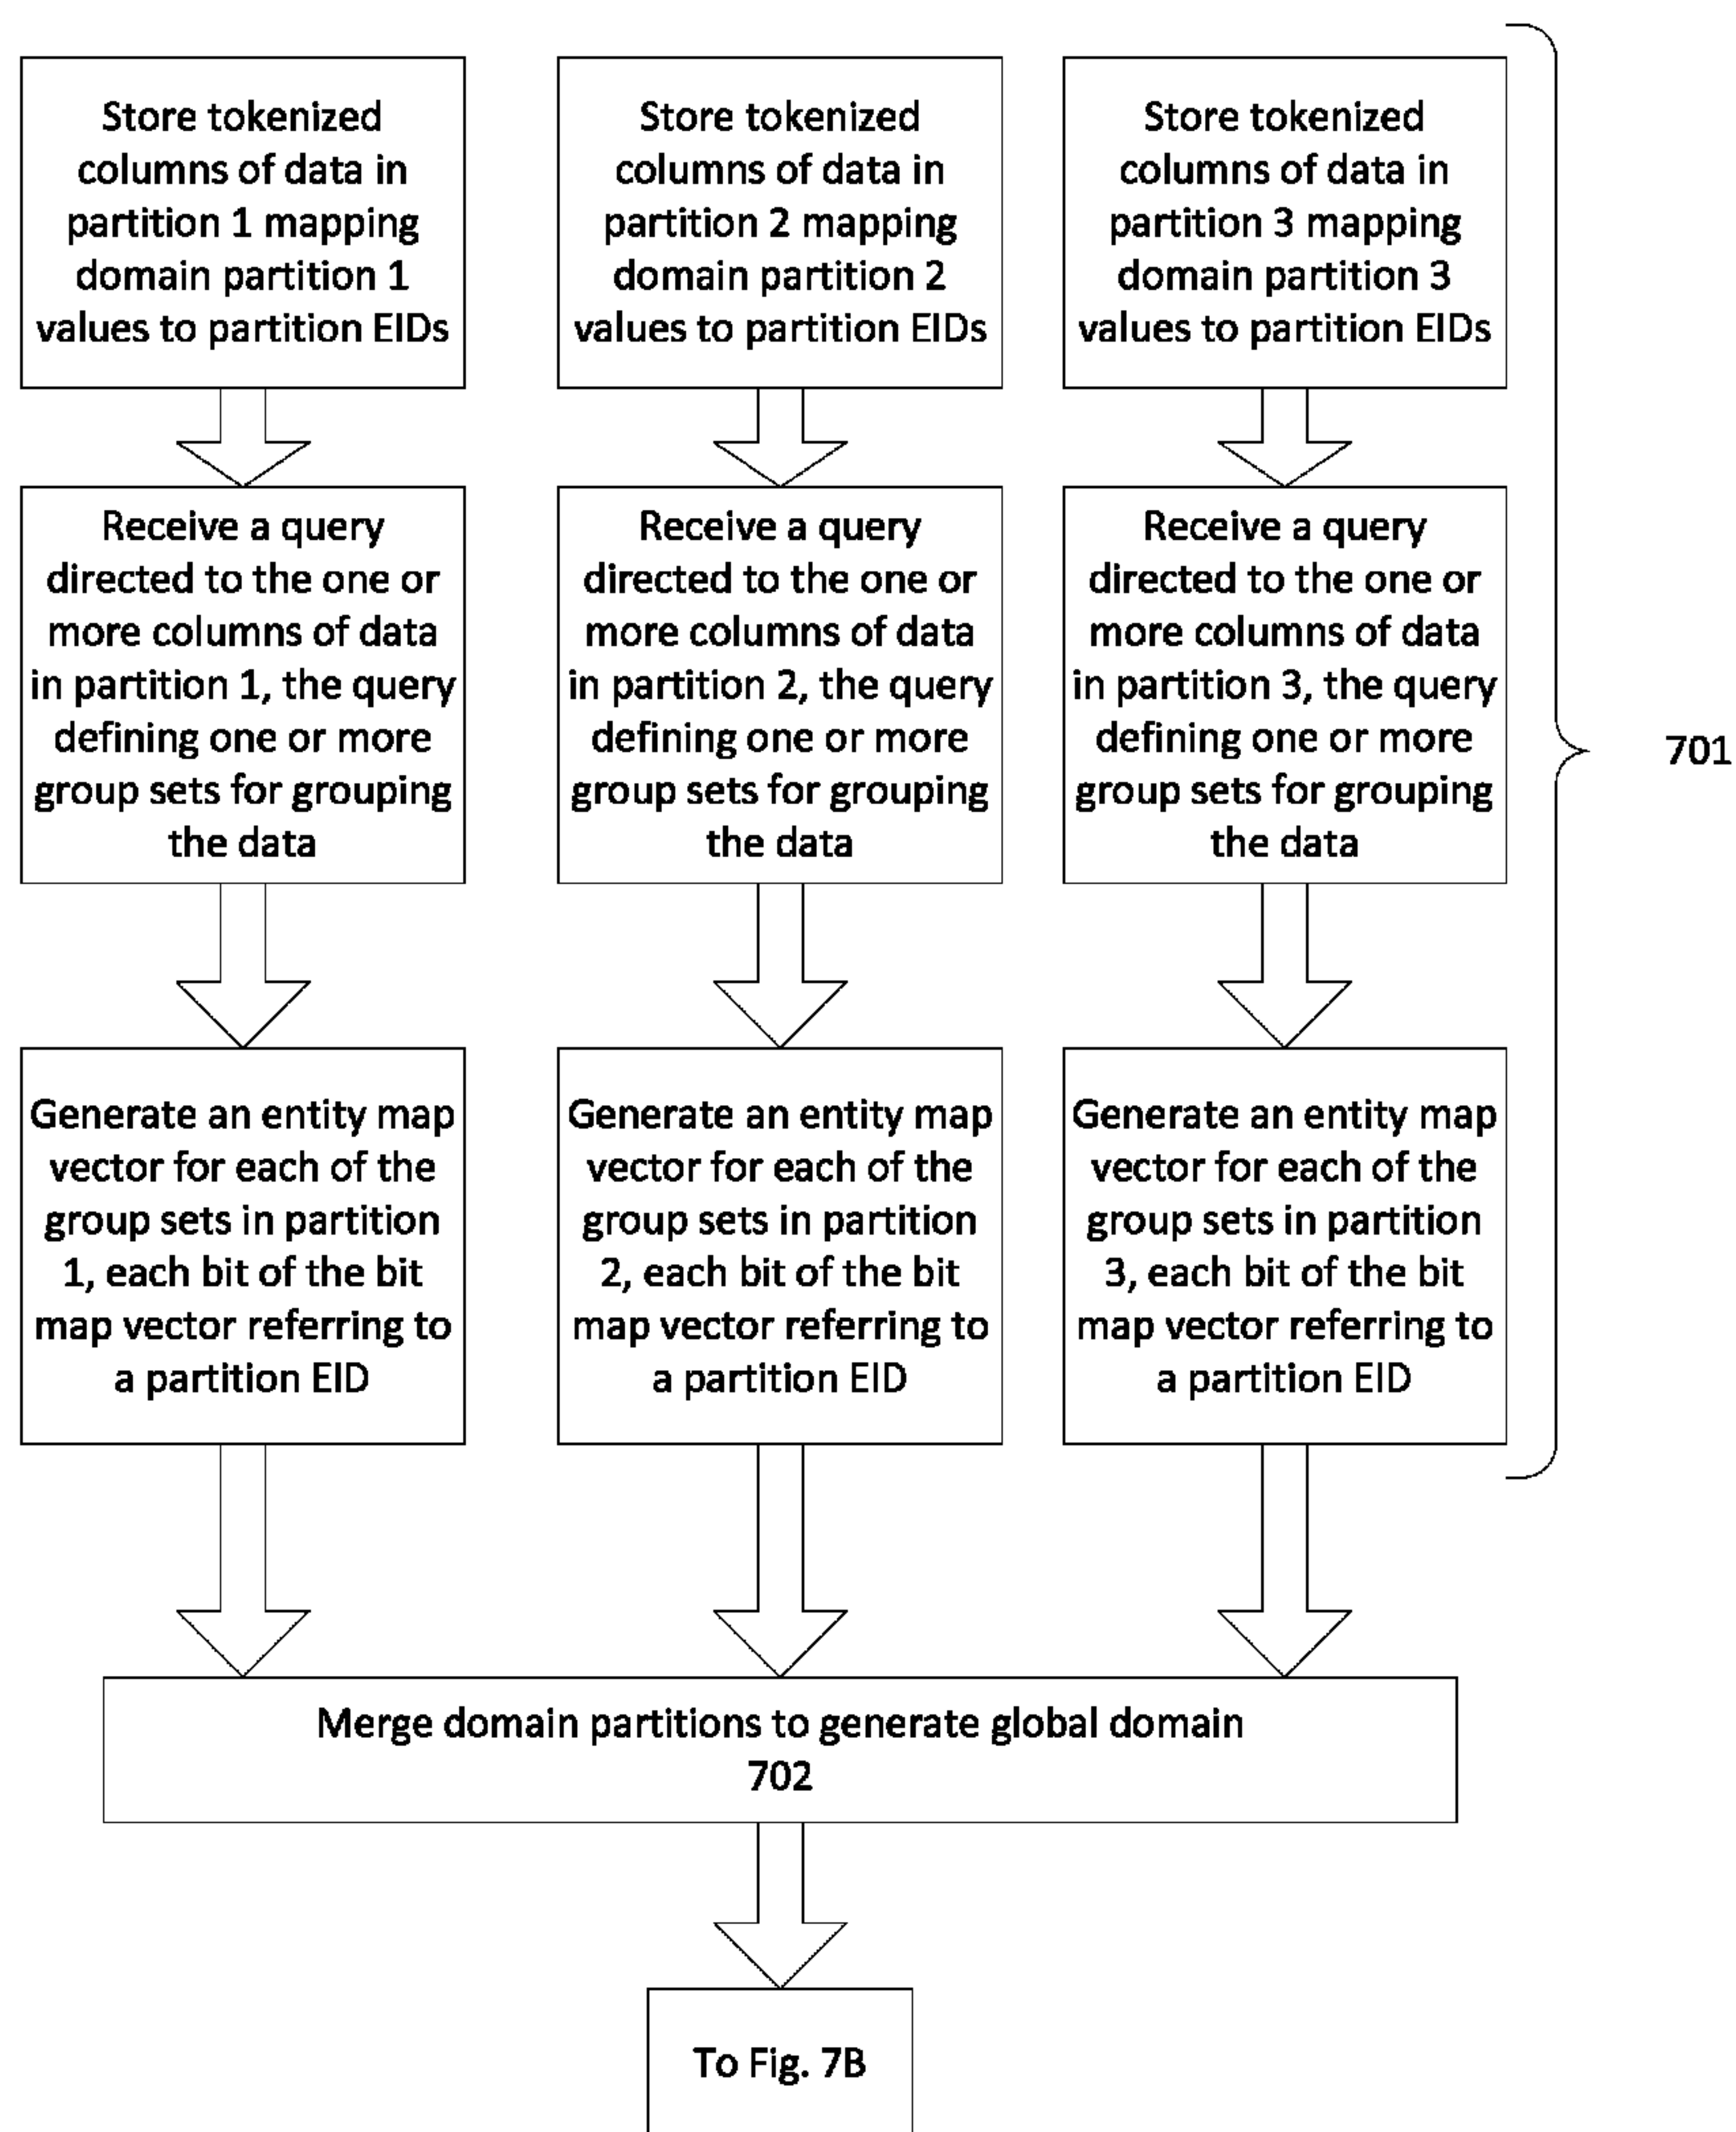 Store tokenized
columns of data in
partition 1 mapping
domain partition 1
values to partition EIDs
Store tokenized
columns of data in
partition 2 mapping
domain partition 2
values to partition EIDs
Store tokenized
columns of data in
partition 3 mapping
domain partition 3
values to partition EIDs
Receive a query
directed to the one or
more columns of data
in partition 1, the query
defining one or more
group sets for grouping
the data
Receive a query
directed to the one or
more columns of data
in partition 2, the query
defining one or more
group sets for grouping
the data
Receive a query
directed to the one or
more columns of data
in partition 3, the query
defining one or more
group sets for grouping
the data
701
Generate an entity map
vector for each of the
group sets in partition
1, each bit of the bit
map vector referring to
a partition EID
Generate an entity map
vector for each of the
group sets in partition
2, each bit of the bit
map vector referring to
a partition EID
Generate an entity map
vector for each of the
group sets in partition
3, each bit of the bit
map vector referring to
a partition EID
Merge domain partitions to generate global domain
702
To Fig. 7B